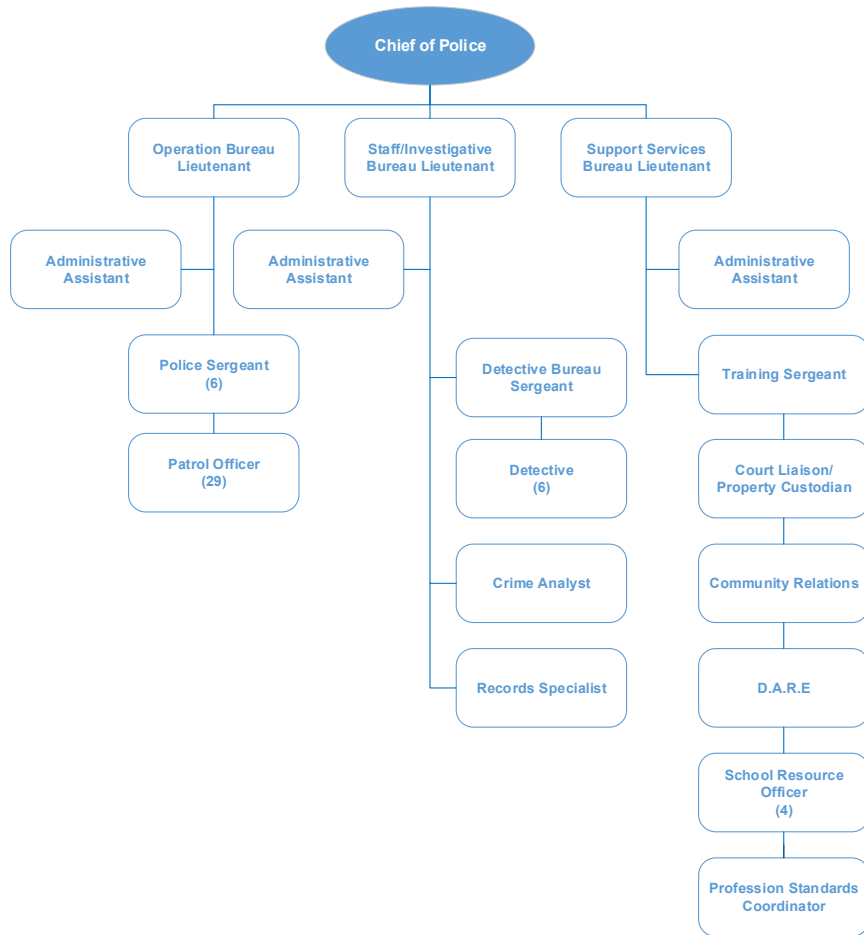 Chief of Police
Operation Bureau
Lieutenant
Staff/Investigative
Bureau Lieutenant
Support Services
Bureau Lieutenant
Administrative
Assistant
Administrative
Assistant
Administrative
Assistant
Police Sergeant
(6)
Detective Bureau
Sergeant
Training Sergeant
Patrol Officer
(29)
Detective
(6)
Court Liaison/
Property Custodian
Crime Analyst
Community Relations
Records Specialist
D.A.R.E
School Resource
Officer
(4)
Profession Standards
Coordinator